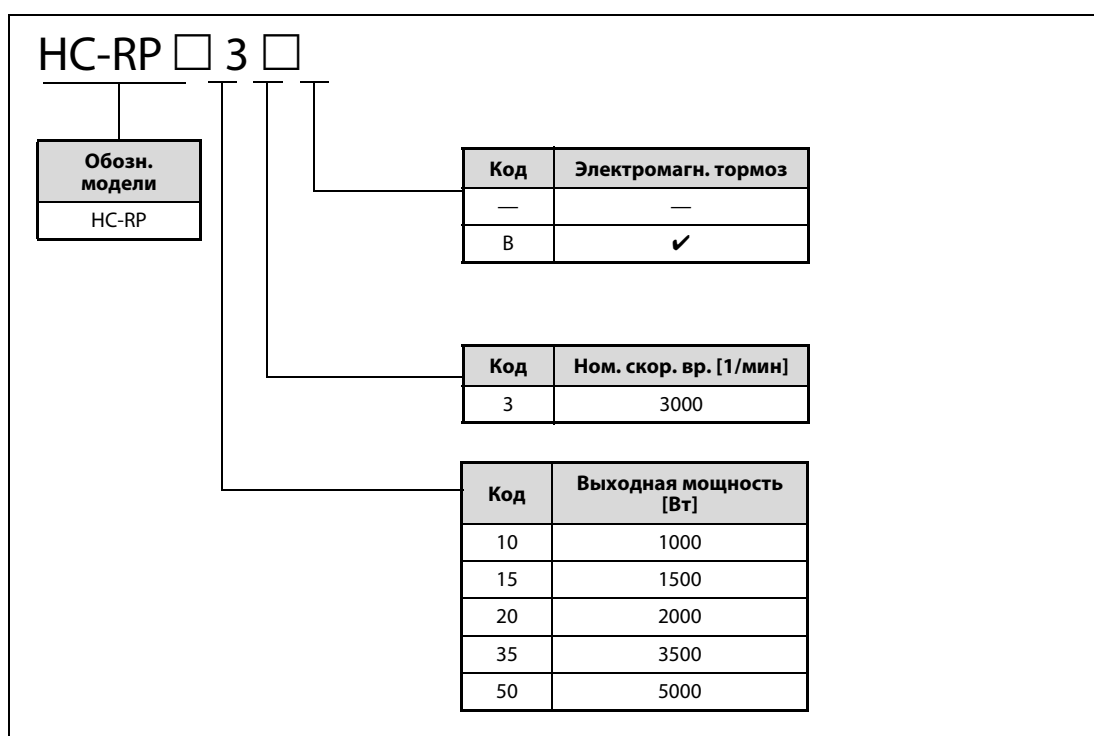 HC-RP □ 3 □
Обозн.
модели
HC-RP
Код Электромагн. тормоз
— —
B ✔
Код Ном. скор. вр. [1/мин]
3 3000
Код Выходная мощность
[Вт]
10 1000
15 1500
20 2000
35 3500
50 5000